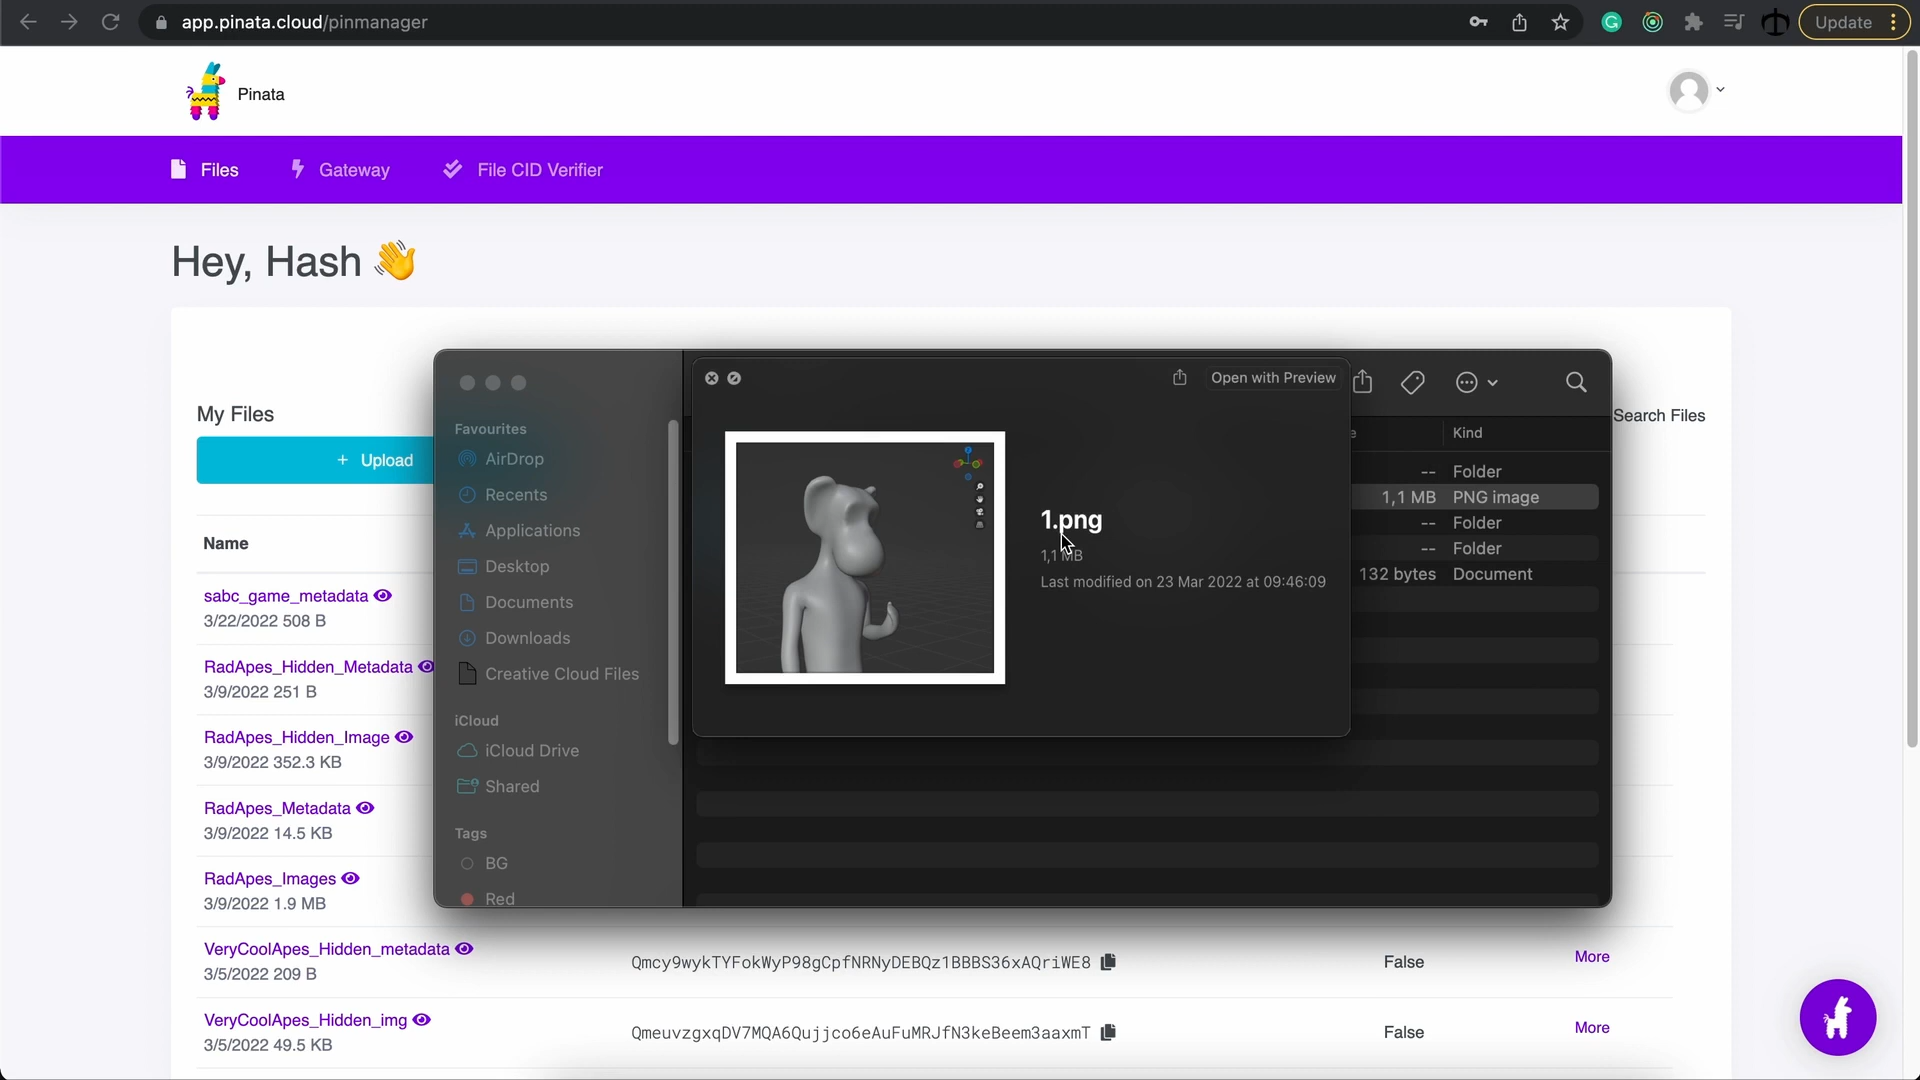 app.pinata.cloud/pinmanager
Update
Pinata
Files
Gateway
File CID Verifier
Hey, Hash 👋
My Files
Search Files
+ Upload
Name
sabc_game_metadata
3/22/2022 508 B
RadApes_Hidden_Metadata
3/9/2022 251 B
RadApes_Hidden_Image
3/9/2022 352.3 KB
RadApes_Metadata
3/9/2022 14.5 KB
RadApes_Images
3/9/2022 1.9 MB
VeryCoolApes_Hidden_metadata
3/5/2022 209 B
Qmcy9wykTYFokWyP98gCpfNRNyDEBQz1BBBS36xAQriWE8
False
More
VeryCoolApes_Hidden_img
3/5/2022 49.5 KB
QmeuvzgxqDV7MQA6Qujjco6eAuFuMRJfN3keBeem3aaxmT
False
More
Favourites
AirDrop
Recents
Applications
Desktop
Documents
Downloads
Creative Cloud Files
iCloud
iCloud Drive
Shared
Tags
BG
Red
Open with Preview
1.png
1,1 MB
Last modified on 23 Mar 2022 at 09:46:09
e
Kind
-- Folder
1,1 MB PNG image
-- Folder
-- Folder
132 bytes Document